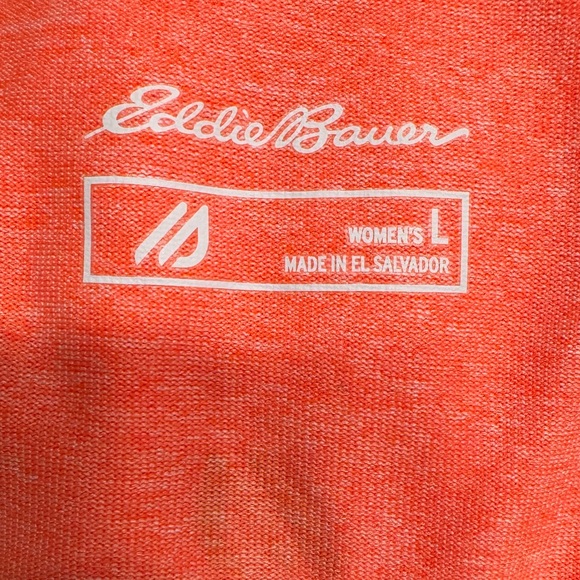 Eddie Bauer
WOMEN'S L
MADE IN EL SALVADOR